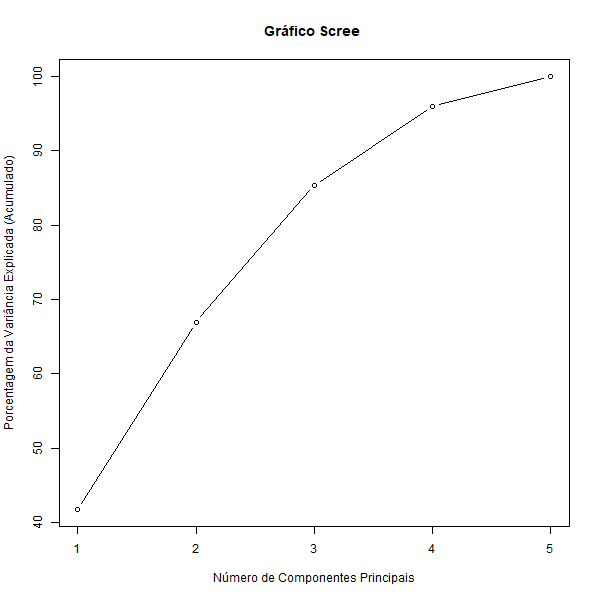 Gráfico Scree
Porcentagem da Variância Explicada (Acumulado)
100
90
80
70
60
50
40
1 2 3 4 5
Número de Componentes Principais